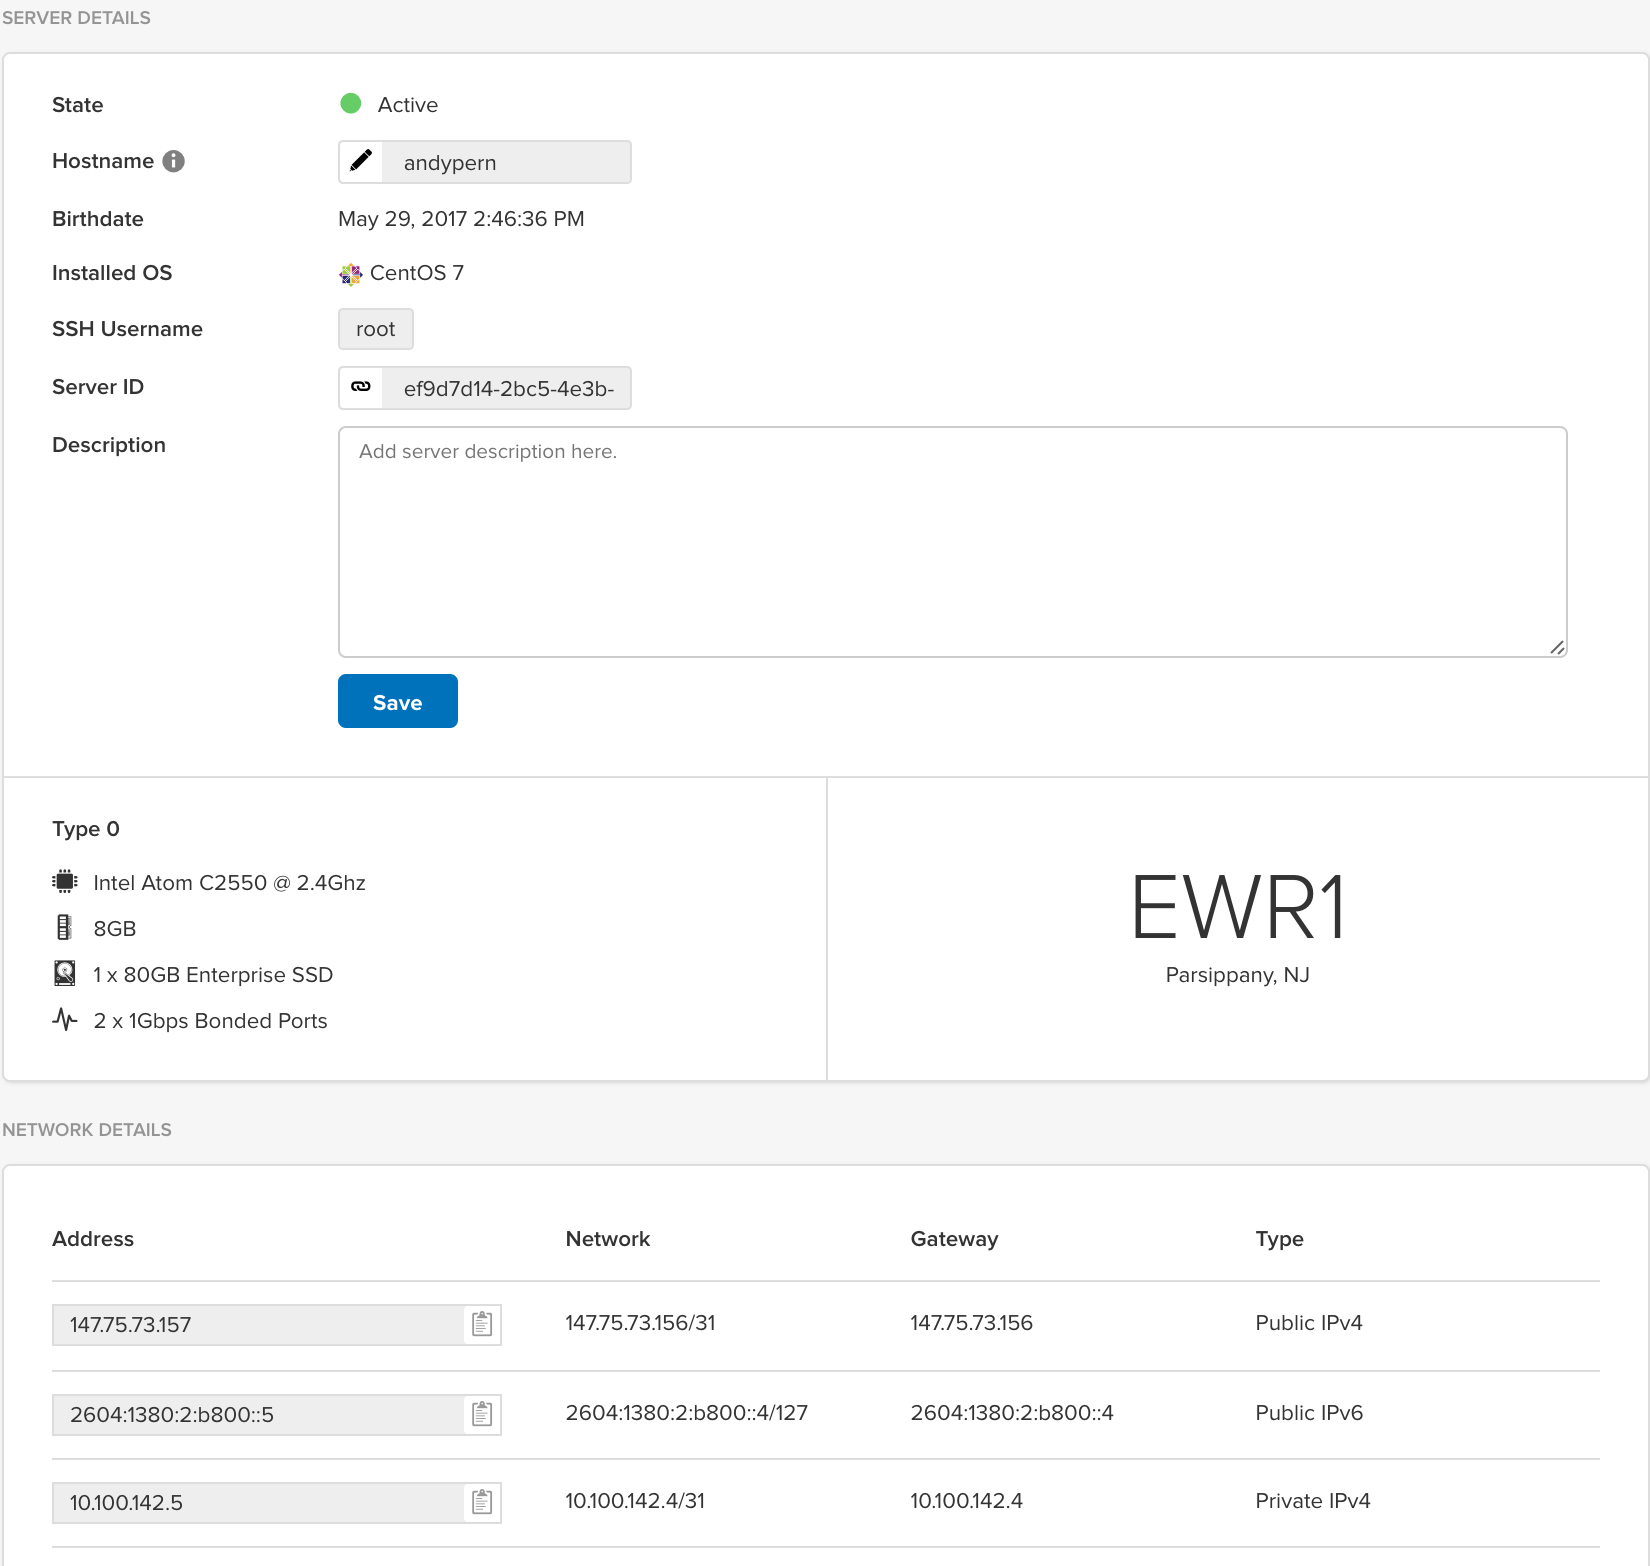 SERVER DETAILS
State Active
Hostname andypern
Birthdate May 29, 2017 2:46:36 PM
Installed OS CentOS 7
SSH Username root
Server ID ef9d7d14-2bc5-4e3b-
Description Add server description here.
Save
Type 0
Intel Atom C2550 @ 2.4Ghz
8GB
1 x 80GB Enterprise SSD
2 x 1Gbps Bonded Ports
EWR1
Parsippany, NJ
NETWORK DETAILS
Address Network Gateway Type
147.75.73.157 147.75.73.156/31 147.75.73.156 Public IPv4
2604:1380:2:b800::5 2604:1380:2:b800::4/127 2604:1380:2:b800::4 Public IPv6
10.100.142.5 10.100.142.4/31 10.100.142.4 Private IPv4